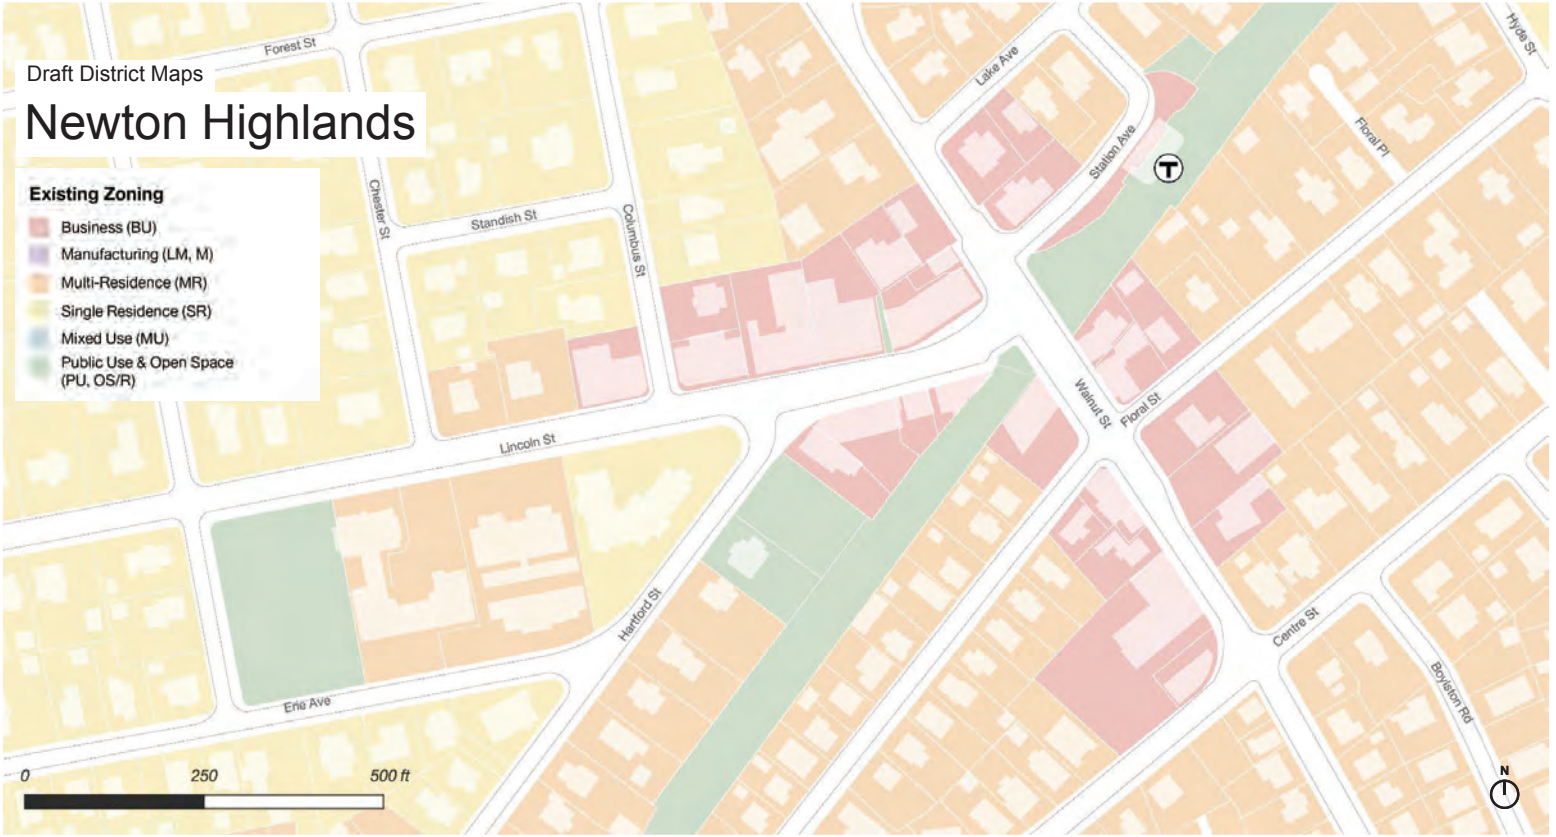 Forest St
Hyde St
Lake Ave
Draft District Maps
Newton Highlands
Floral Pl
Station Ave
T
Existing Zoning
Business (BU)
Manufacturing (LM, M)
Multi-Residence (MR)
Single Residence (SR)
Mixed Use (MU)
Public Use & Open Space
(PU, OS/R)
Chester St
Standish St
Columbus St
Walnut St
Floral St
Lincoln St
Hartford St
Centre St
Boylston Rd
Erie Ave
0 250 500 ft
N